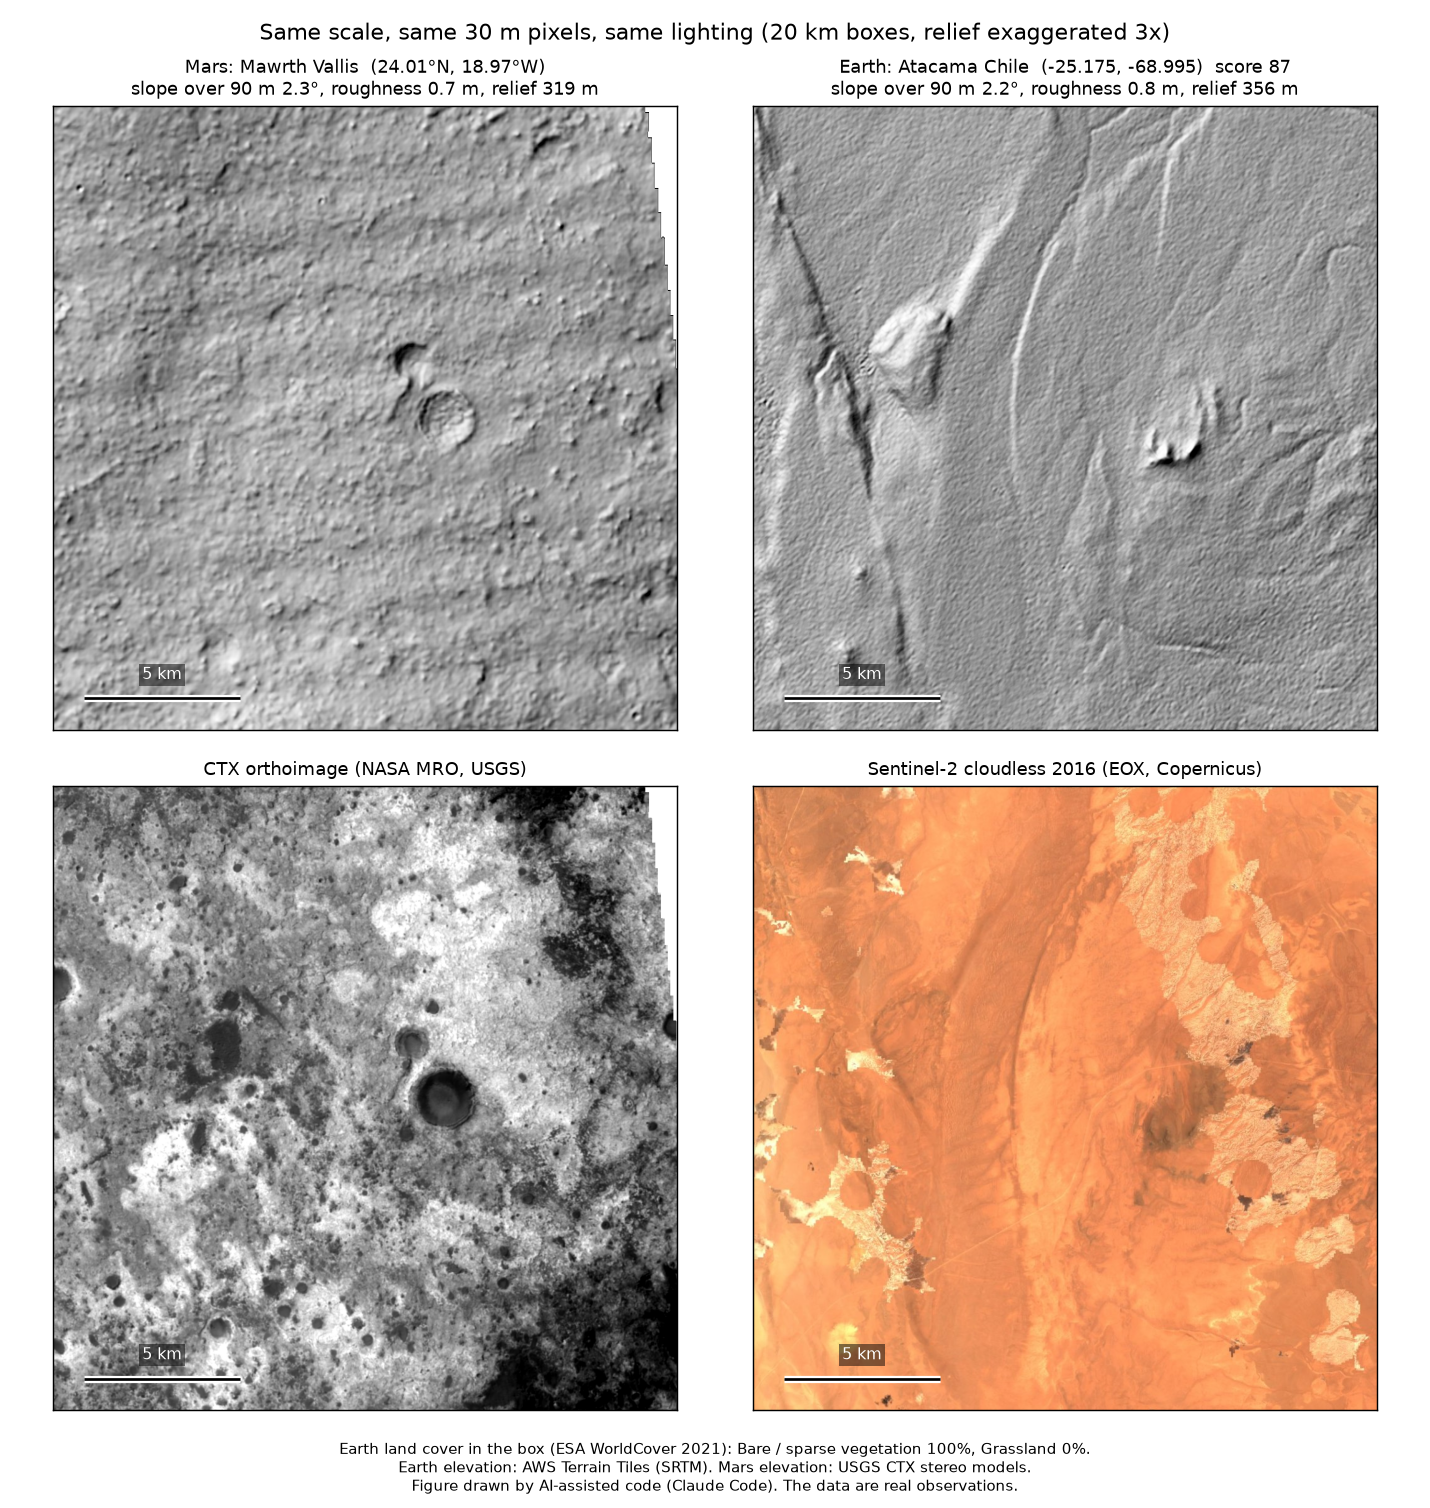 Same scale, same 30 m pixels, same lighting (20 km boxes, relief exaggerated 3x)
Mars: Mawrth Vallis  (24.01°N, 18.97°W)
slope over 90 m 2.3°, roughness 0.7 m, relief 319 m
Earth: Atacama Chile  (-25.175, -68.995)  score 87
slope over 90 m 2.2°, roughness 0.8 m, relief 356 m
5 km
5 km
CTX orthoimage (NASA MRO, USGS)
Sentinel-2 cloudless 2016 (EOX, Copernicus)
5 km
5 km
Earth land cover in the box (ESA WorldCover 2021): Bare / sparse vegetation 100%, Grassland 0%.
Earth elevation: AWS Terrain Tiles (SRTM). Mars elevation: USGS CTX stereo models.
Figure drawn by AI-assisted code (Claude Code). The data are real observations.